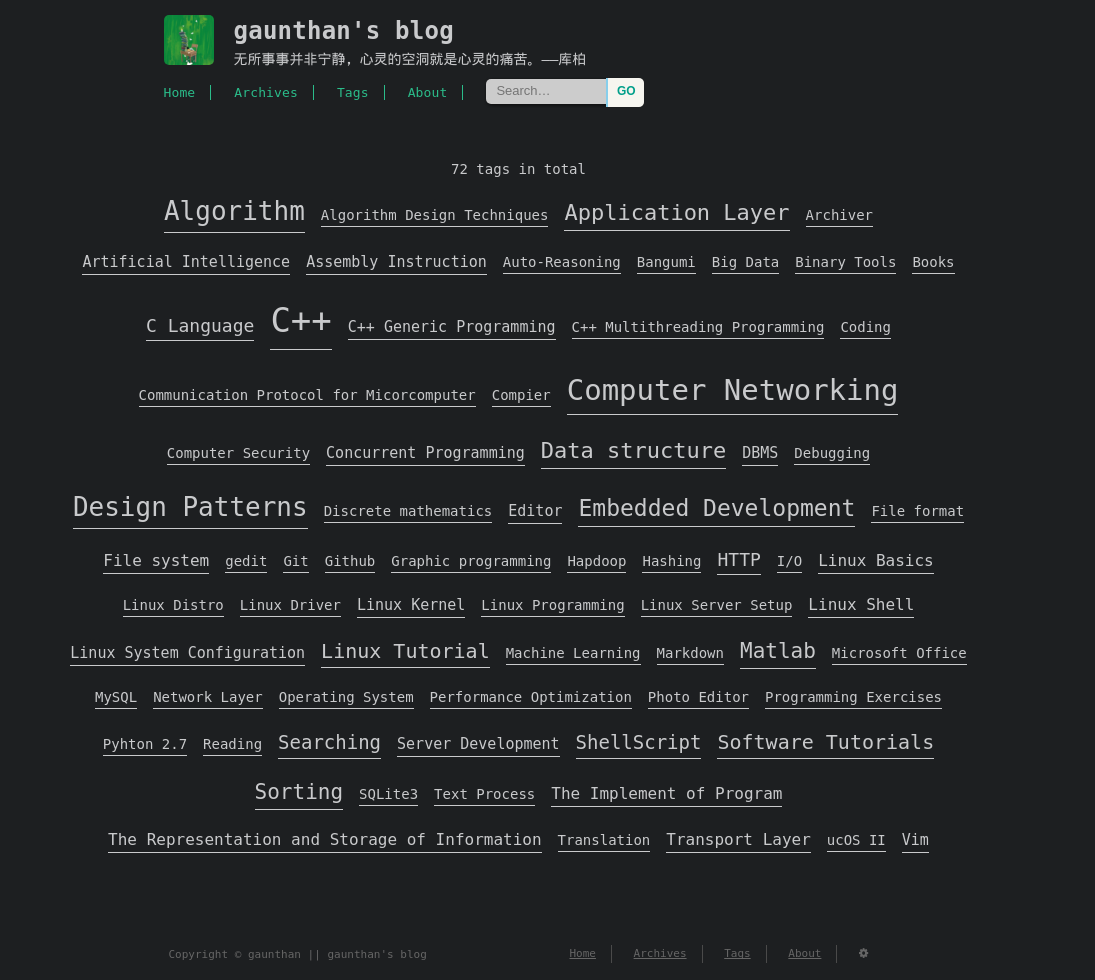 gaunthan's blog
无所事事并非宁静，心灵的空洞就是心灵的痛苦。——库柏
Home Archives Tags About Search... GO
72 tags in total
Algorithm Algorithm Design Techniques Application Layer Archiver
Artificial Intelligence Assembly Instruction Auto-Reasoning Bangumi Big Data Binary Tools Books
C Language C++ C++ Generic Programming C++ Multithreading Programming Coding
Communication Protocol for Micorcomputer Compier Computer Networking
Computer Security Concurrent Programming Data structure DBMS Debugging
Design Patterns Discrete mathematics Editor Embedded Development File format
File system gedit Git Github Graphic programming Hapdoop Hashing HTTP I/O Linux Basics
Linux Distro Linux Driver Linux Kernel Linux Programming Linux Server Setup Linux Shell
Linux System Configuration Linux Tutorial Machine Learning Markdown Matlab Microsoft Office
MySQL Network Layer Operating System Performance Optimization Photo Editor Programming Exercises
Pyhton 2.7 Reading Searching Server Development ShellScript Software Tutorials
Sorting SQLite3 Text Process The Implement of Program
The Representation and Storage of Information Translation Transport Layer ucOS II Vim
Copyright © gaunthan || gaunthan's blog Home Archives Tags About